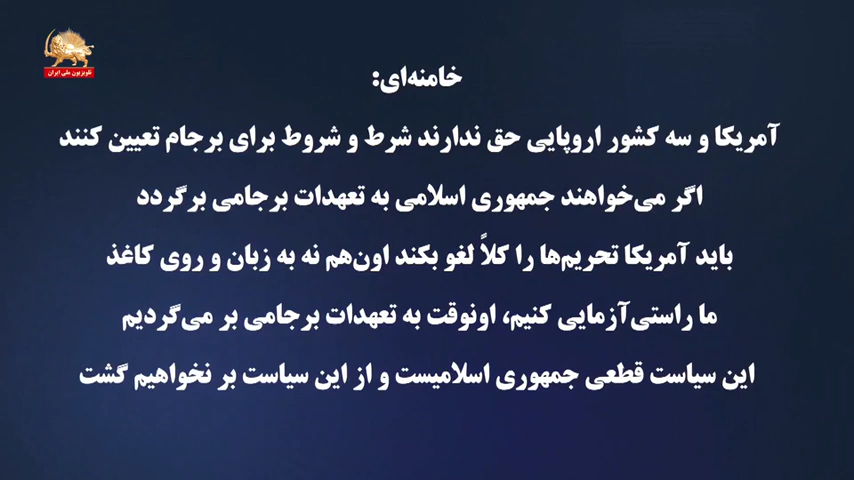 تلویزیون ملی ایران
خامنه‌ای:
آمریکا و سه کشور اروپایی حق ندارند شرط و شروط برای برجام تعیین کنند
اگر می‌خواهند جمهوری اسلامی به تعهدات برجامی برگردد
باید آمریکا تحریم‌ها را کلاً لغو بکند اون‌هم نه به زبان و روی کاغذ
ما راستی‌آزمایی کنیم، اونوقت به تعهدات برجامی بر می‌گردیم
این سیاست قطعی جمهوری اسلامیست و از این سیاست بر نخواهیم گشت